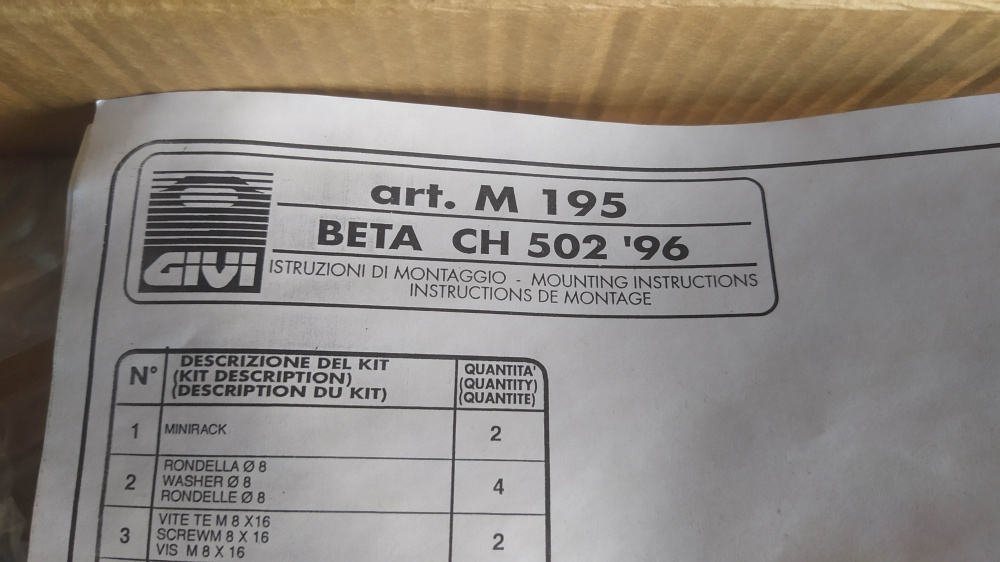 art. M 195
BETA CH 502 '96
GIVI
ISTRUZIONI DI MONTAGGIO - MOUNTING INSTRUCTIONS
INSTRUCTIONS DE MONTAGE
N°
DESCRIZIONE DEL KIT
(KIT DESCRIPTION)
(DESCRIPTION DU KIT)
QUANTITA'
(QUANTITY)
(QUANTITE)
1
MINIRACK
2
2
RONDELLA Ø 8
WASHER Ø 8
RONDELLE Ø 8
4
3
VITE TE M 8 X16
SCREWM 8 X 16
VIS M 8 X 16
2